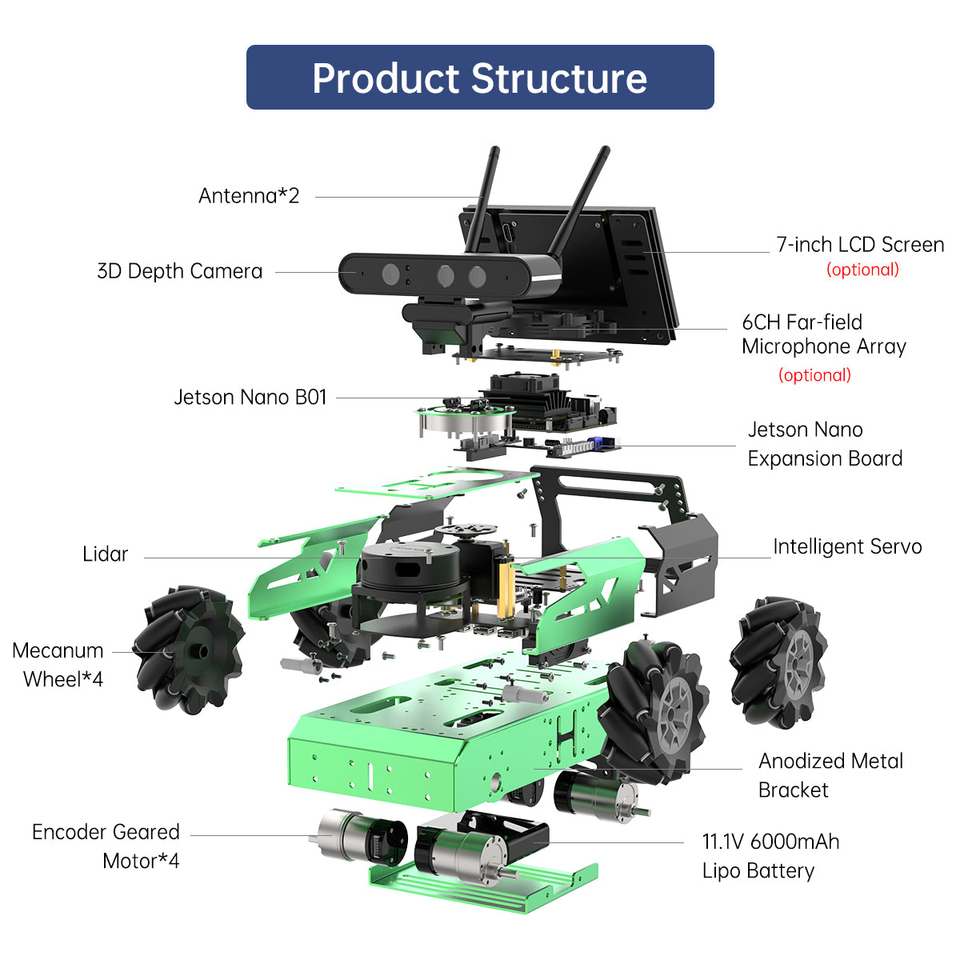 Product Structure
Antenna*2
7-inch LCD Screen
(optional)
3D Depth Camera
6CH Far-field
Microphone Array
(optional)
Jetson Nano B01
Jetson Nano
Expansion Board
Lidar
Intelligent Servo
Mecanum
Wheel*4
Anodized Metal
Bracket
Encoder Geared
Motor*4
11.1V 6000mAh
Lipo Battery